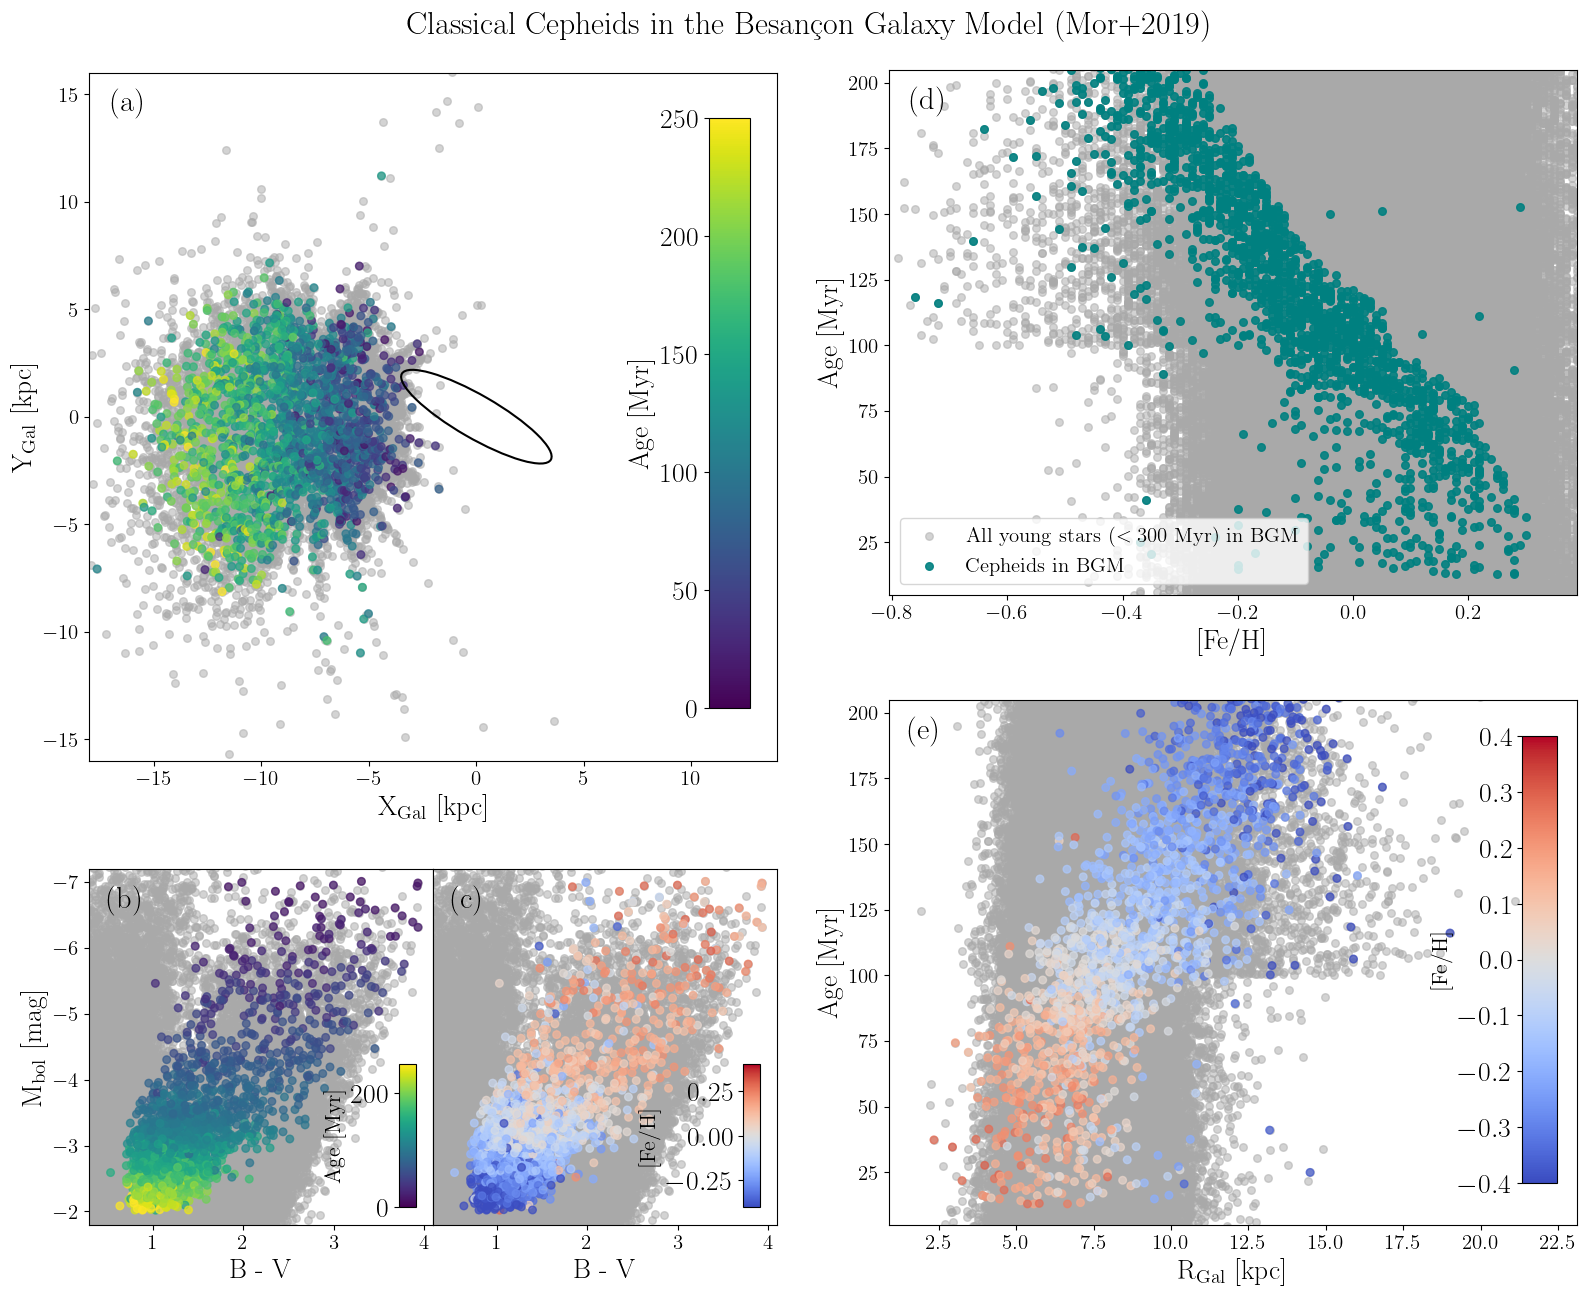 Classical Cepheids in the Besançon Galaxy Model (Mor+2019)
(a)
15
10
5
0
−5
−10
−15
Y_Gal [kpc]
−15 −10 −5 0 5 10
X_Gal [kpc]
250
200
150
100
50
0
Age [Myr]
(d)
200
175
150
125
100
75
50
25
Age [Myr]
All young stars (< 300 Myr) in BGM
Cepheids in BGM
−0.8 −0.6 −0.4 −0.2 0.0 0.2
[Fe/H]
(b)
−7
−6
−5
−4
−3
−2
M_bol [mag]
200
0
Age [Myr]
1 2 3 4
B - V
(c)
0.25
0.00
−0.25
[Fe/H]
1 2 3 4
B - V
(e)
200
175
150
125
100
75
50
25
Age [Myr]
0.4
0.3
0.2
0.1
0.0
−0.1
−0.2
−0.3
−0.4
[Fe/H]
2.5 5.0 7.5 10.0 12.5 15.0 17.5 20.0 22.5
R_Gal [kpc]